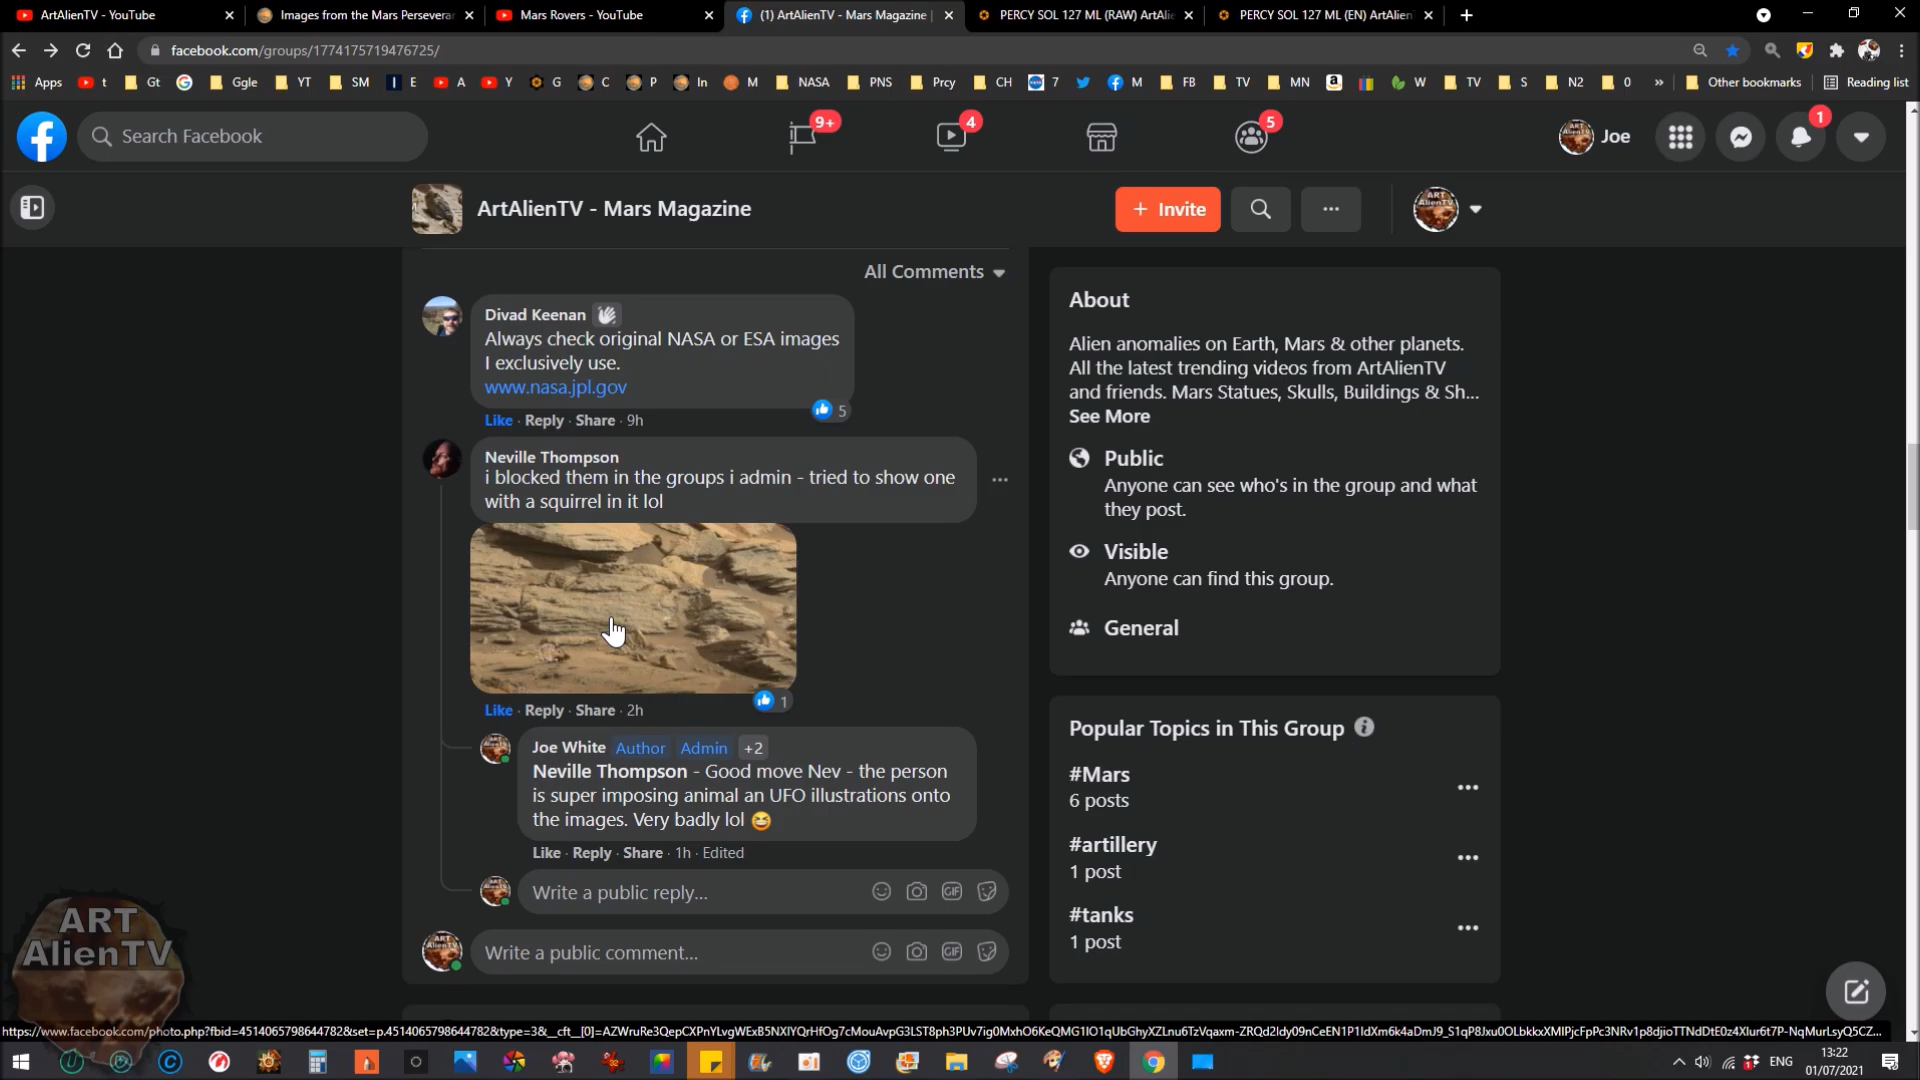 ArtAlienTV - YouTube
Images from the Mars Perseverar
Mars Rovers - YouTube
(1) ArtAlienTV - Mars Magazine |
PERCY SOL 127 ML (RAW) ArtAli
PERCY SOL 127 ML (EN) ArtAlien
facebook.com/groups/1774175719476725/
Apps
t
Gt
Ggle
YT
SM
E
A
Y
G
C
P
In
M
NASA
PNS
Prcy
CH
7
M
FB
TV
MN
W
TV
S
N2
0
»
Other bookmarks
Reading list
Search Facebook
9+
4
5
Joe
1
ArtAlienTV - Mars Magazine
+ Invite
All Comments
Divad Keenan
Always check original NASA or ESA images
I exclusively use.
www.nasa.jpl.gov
5
Like · Reply · Share · 9h
Neville Thompson
i blocked them in the groups i admin - tried to show one
with a squirrel in it lol
1
Like · Reply · Share · 2h
Joe White Author Admin +2
Neville Thompson - Good move Nev - the person
is super imposing animal an UFO illustrations onto
the images. Very badly lol 😆
Like · Reply · Share · 1h · Edited
Write a public reply...
GIF
Write a public comment...
GIF
About
Alien anomalies on Earth, Mars & other planets.
All the latest trending videos from ArtAlienTV
and friends. Mars Statues, Skulls, Buildings & Sh...
See More
Public
Anyone can see who's in the group and what
they post.
Visible
Anyone can find this group.
General
Popular Topics in This Group
#Mars
6 posts
#artillery
1 post
#tanks
1 post
ART
AlienTV
ENG
13:22
01/07/2021